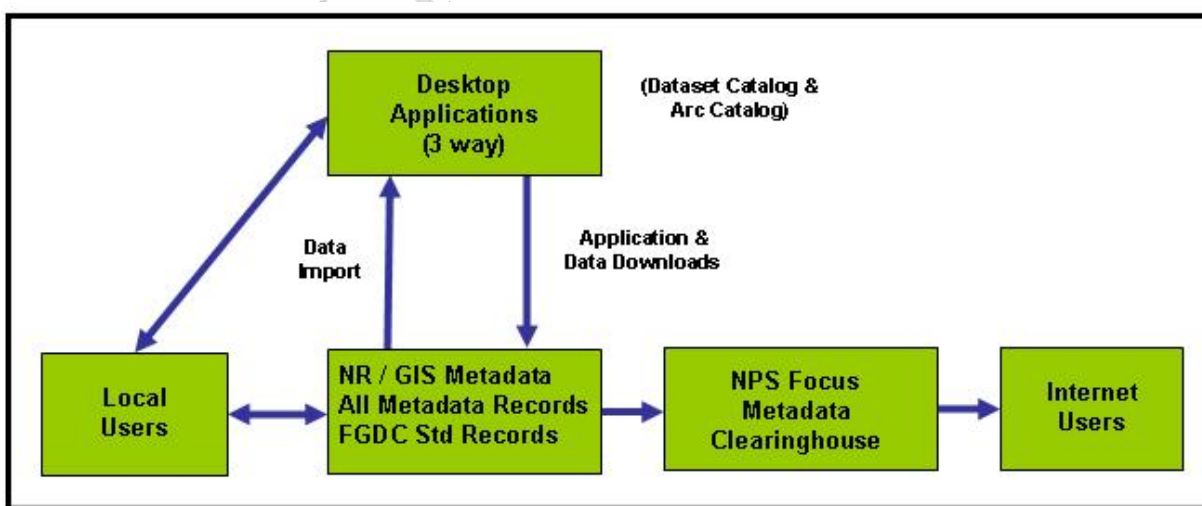 Desktop
Applications
(3 way)
(Dataset Catalog &
Arc Catalog)
Data
Import
Application &
Data Downloads
Local
Users
NR / GIS Metadata
All Metadata Records
FGDC Std Records
NPS Focus
Metadata
Clearinghouse
Internet
Users